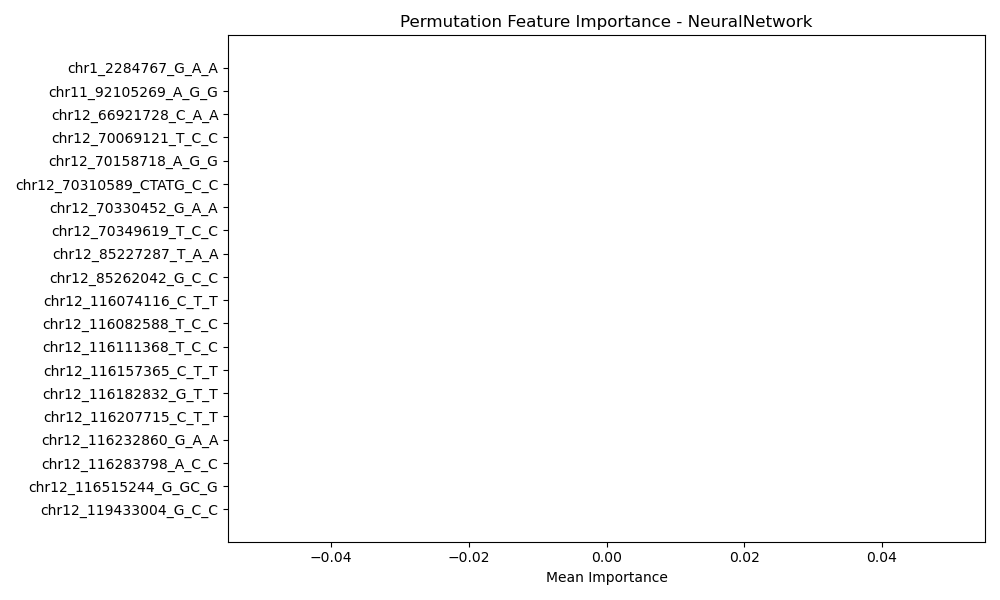 Permutation Feature Importance - NeuralNetwork
chr1_2284767_G_A_A
chr11_92105269_A_G_G
chr12_66921728_C_A_A
chr12_70069121_T_C_C
chr12_70158718_A_G_G
chr12_70310589_CTATG_C_C
chr12_70330452_G_A_A
chr12_70349619_T_C_C
chr12_85227287_T_A_A
chr12_85262042_G_C_C
chr12_116074116_C_T_T
chr12_116082588_T_C_C
chr12_116111368_T_C_C
chr12_116157365_C_T_T
chr12_116182832_G_T_T
chr12_116207715_C_T_T
chr12_116232860_G_A_A
chr12_116283798_A_C_C
chr12_116515244_G_GC_G
chr12_119433004_G_C_C
−0.04 −0.02 0.00 0.02 0.04
Mean Importance